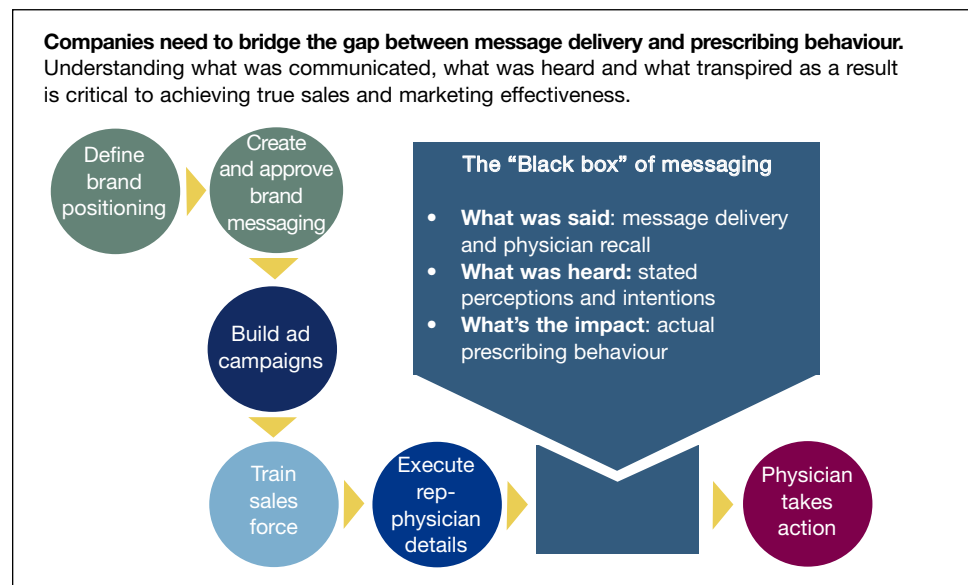 Companies need to bridge the gap between message delivery and prescribing behaviour.
Understanding what was communicated, what was heard and what transpired as a result
is critical to achieving true sales and marketing effectiveness.
Define
brand
positioning
Create
and approve
brand
messaging
Build ad
campaigns
Train
sales
force
Execute
rep-
physician
details
The “Black box” of messaging
• What was said: message delivery
and physician recall
• What was heard: stated
perceptions and intentions
• What’s the impact: actual
prescribing behaviour
Physician
takes
action